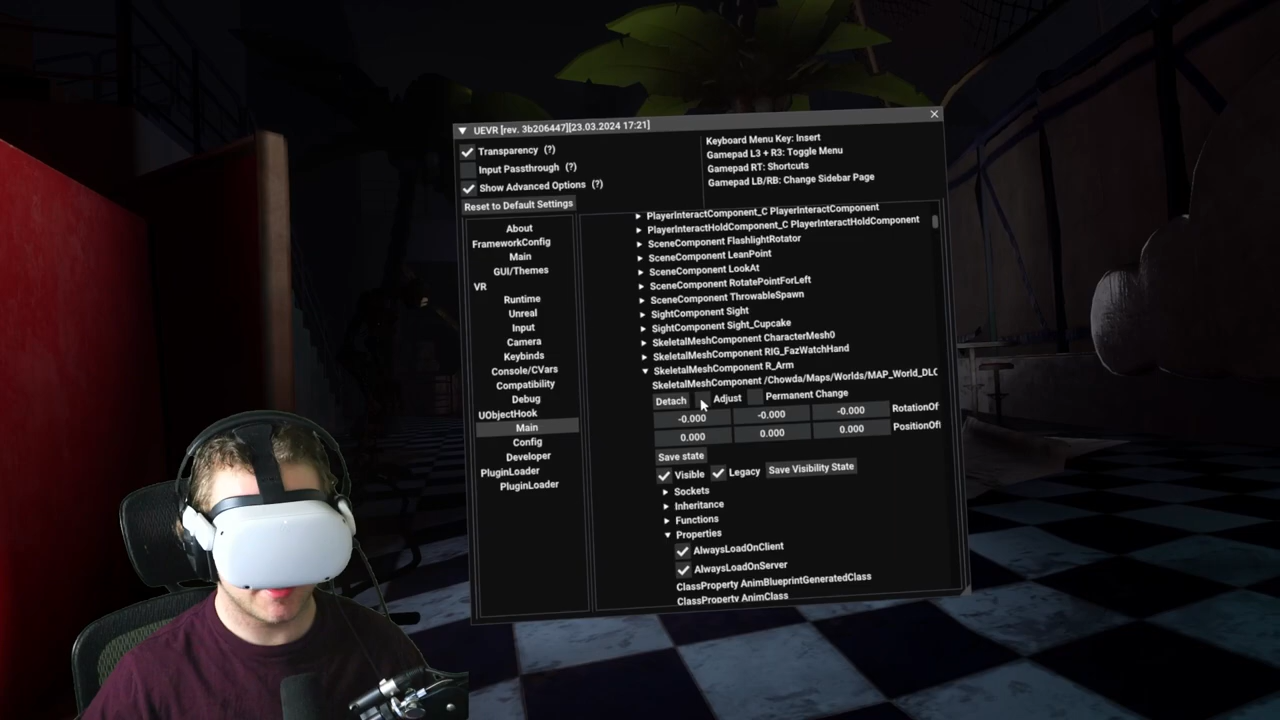 UEVR [rev. 3b206447][23.03.2024 17:21]
Transparency (?)
Input Passthrough (?)
Show Advanced Options (?)
Reset to Default Settings
Keyboard Menu Key: Insert
Gamepad L3 + R3: Toggle Menu
Gamepad RT: Shortcuts
Gamepad LB/RB: Change Sidebar Page
About
FrameworkConfig
Main
GUI/Themes
VR
Runtime
Unreal
Input
Camera
Keybinds
Console/CVars
Compatibility
Debug
UObjectHook
Main
Config
Developer
PluginLoader
PluginLoader
PlayerInteractComponent_C PlayerInteractComponent
PlayerInteractHoldComponent_C PlayerInteractHoldComponent
SceneComponent FlashlightRotator
SceneComponent LeanPoint
SceneComponent LookAt
SceneComponent RotatePointForLeft
SceneComponent ThrowableSpawn
SightComponent Sight
SightComponent Sight_Cupcake
SkeletalMeshComponent CharacterMesh0
SkeletalMeshComponent RIG_FazWatchHand
SkeletalMeshComponent R_Arm
SkeletalMeshComponent /Chowda/Maps/Worlds/MAP_World_DLC
Detach Adjust Permanent Change
-0.000 -0.000 -0.000 RotationOf
0.000 0.000 0.000 PositionOff
Save state
Visible Legacy Save Visibility State
Sockets
Inheritance
Functions
Properties
AlwaysLoadOnClient
AlwaysLoadOnServer
ClassProperty AnimBlueprintGeneratedClass
ClassProperty AnimClass